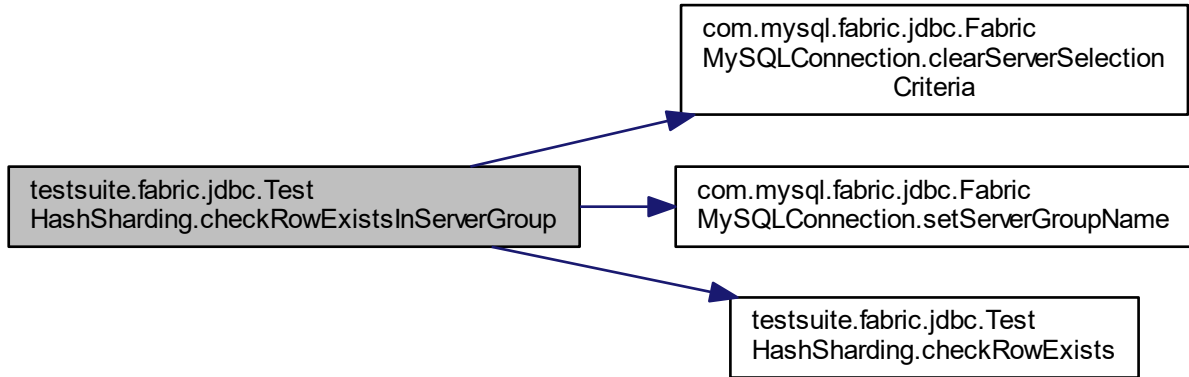 com.mysql.fabric.jdbc.Fabric
MySQLConnection.clearServerSelection
Criteria
testsuite.fabric.jdbc.Test
HashSharding.checkRowExistsInServerGroup
com.mysql.fabric.jdbc.Fabric
MySQLConnection.setServerGroupName
testsuite.fabric.jdbc.Test
HashSharding.checkRowExists